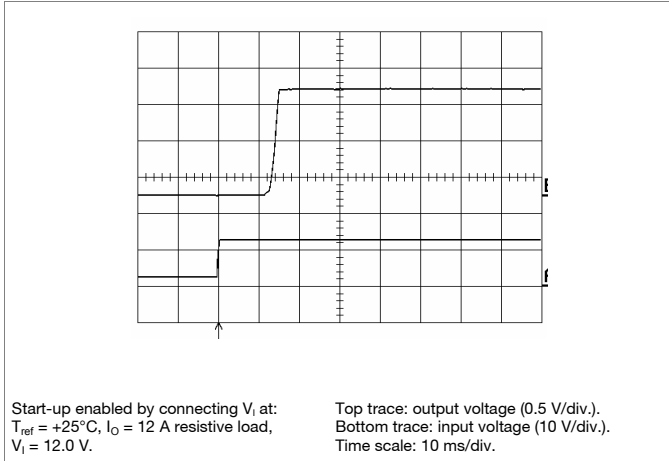 Start-up enabled by connecting VI at:
Tref = +25°C, IO = 12 A resistive load,
VI = 12.0 V.
Top trace: output voltage (0.5 V/div.).
Bottom trace: input voltage (10 V/div.).
Time scale: 10 ms/div.